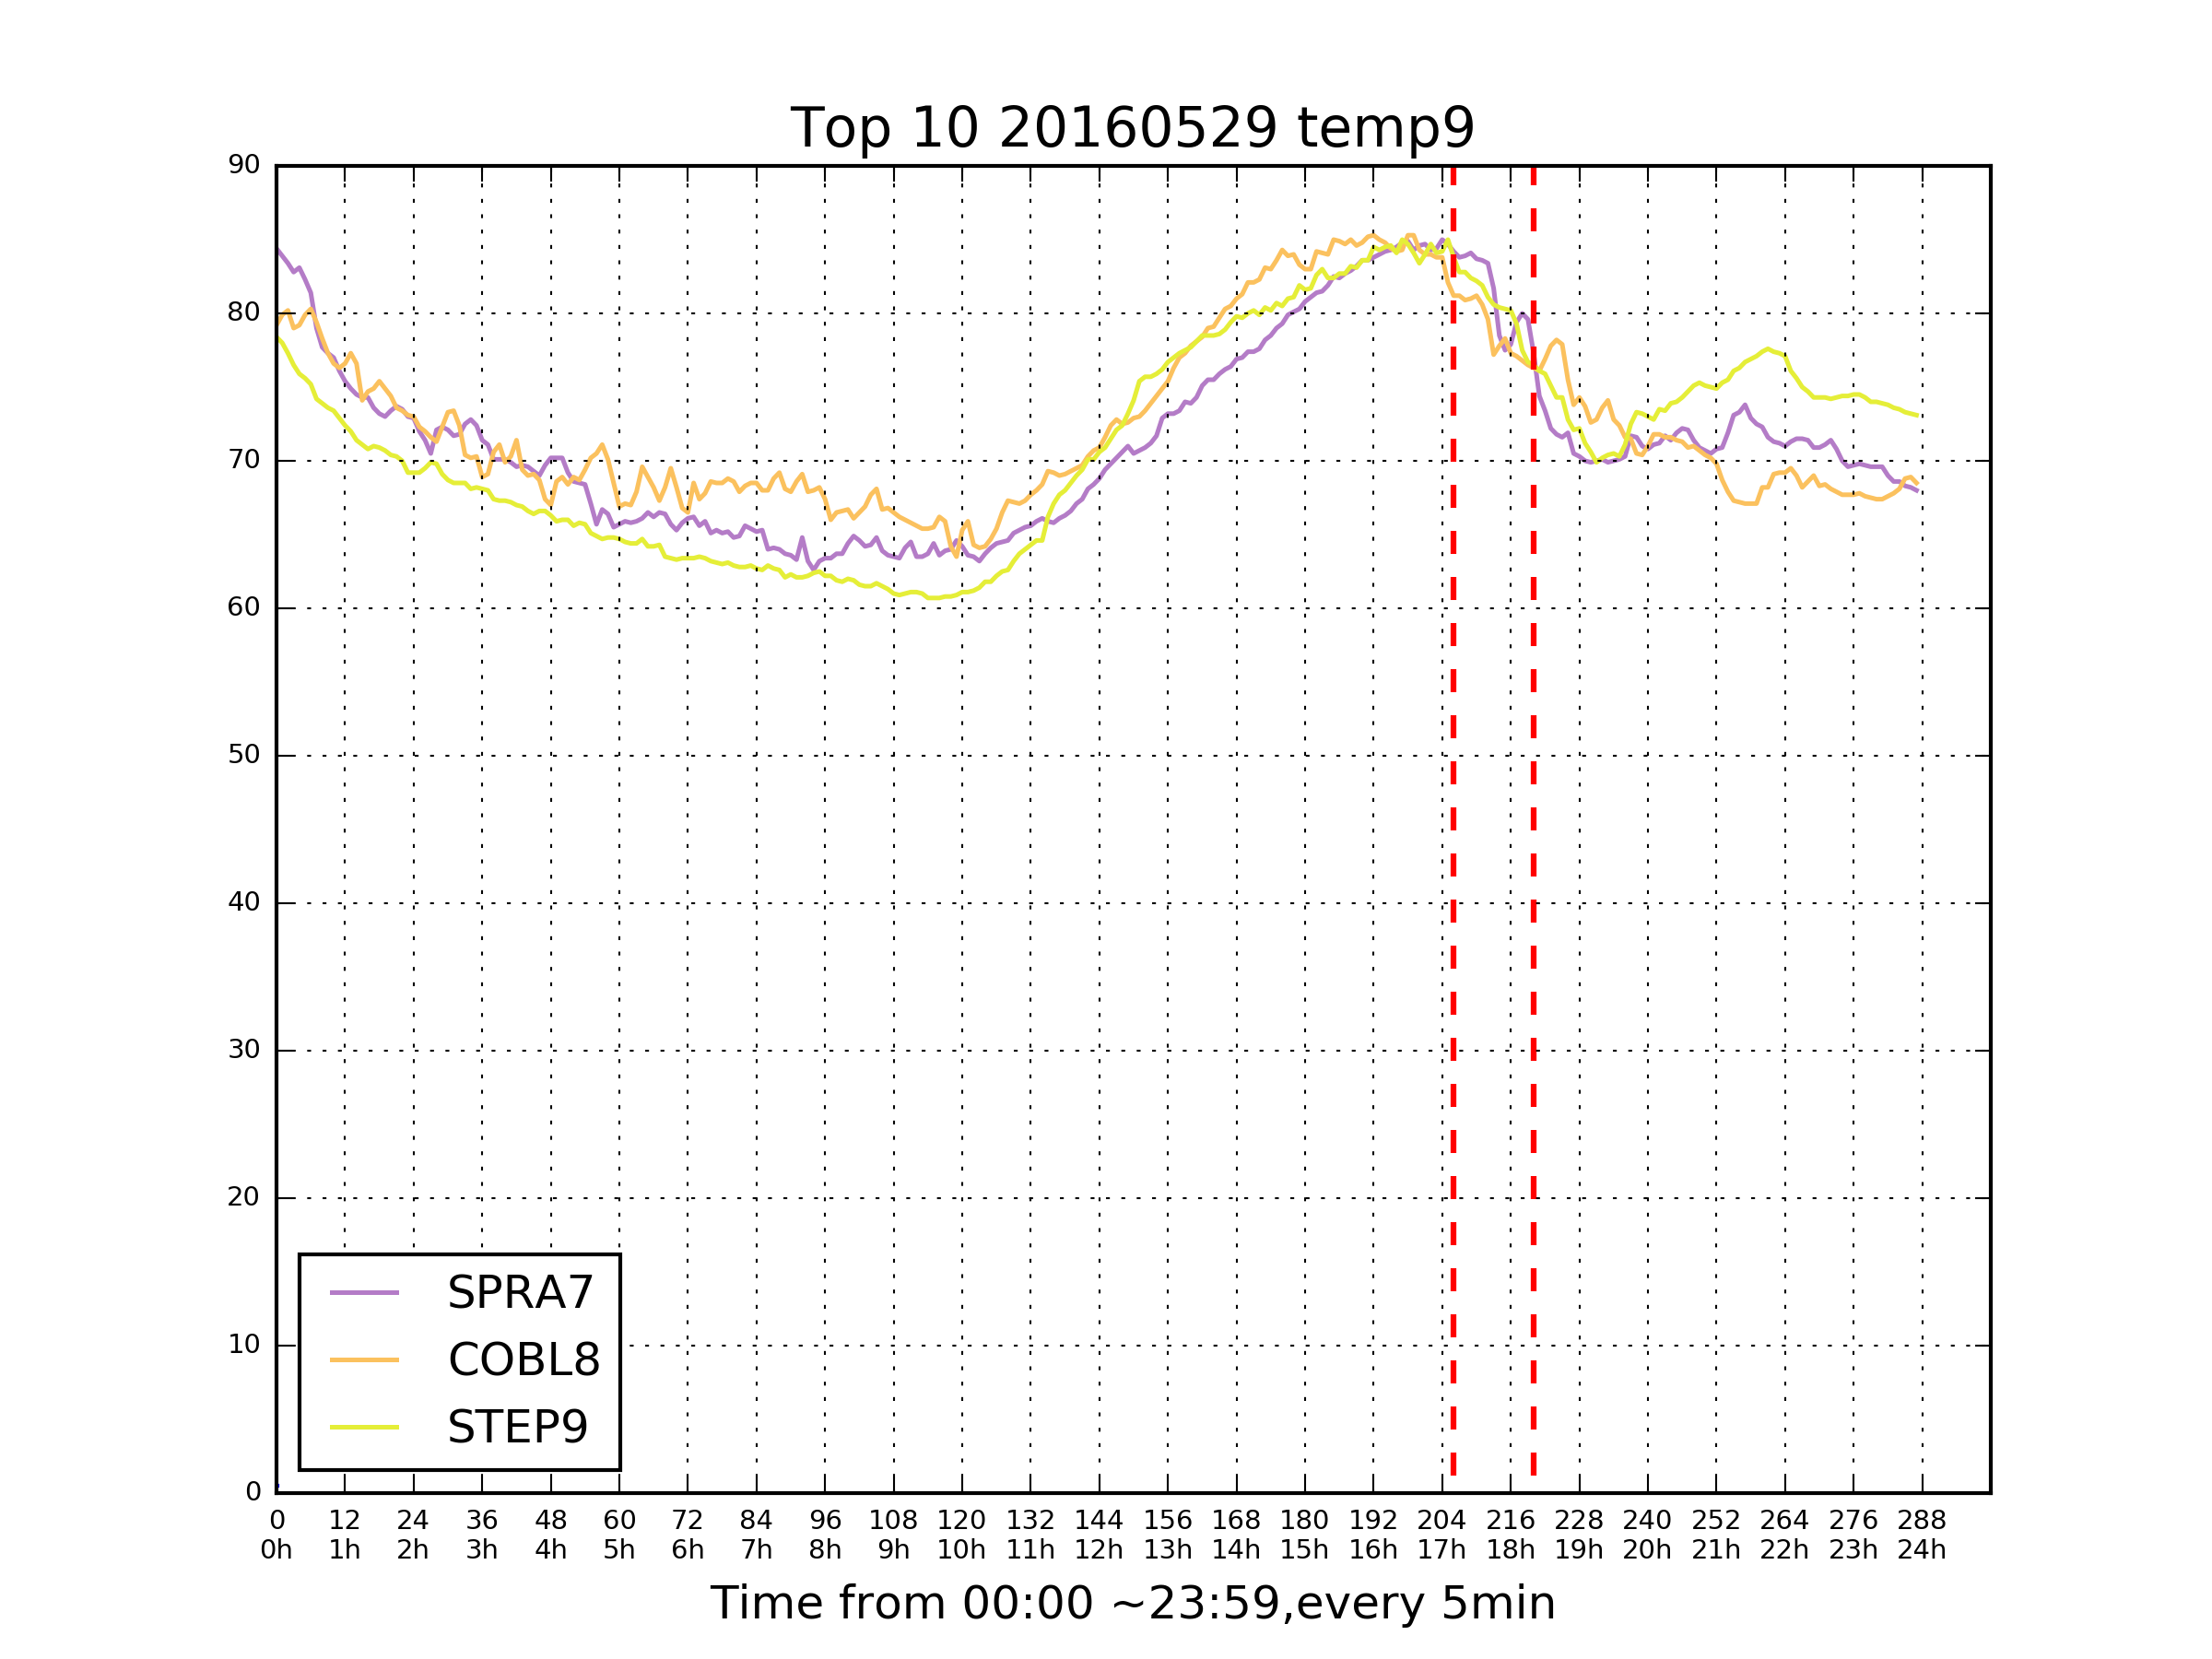 Top 10 20160529 temp9
90
80
70
60
50
40
30
20
10
0
SPRA7
COBL8
STEP9
0 12 24 36 48 60 72 84 96 108 120 132 144 156 168 180 192 204 216 228 240 252 264 276 288
0h 1h 2h 3h 4h 5h 6h 7h 8h 9h 10h 11h 12h 13h 14h 15h 16h 17h 18h 19h 20h 21h 22h 23h 24h
Time from 00:00 ~23:59,every 5min